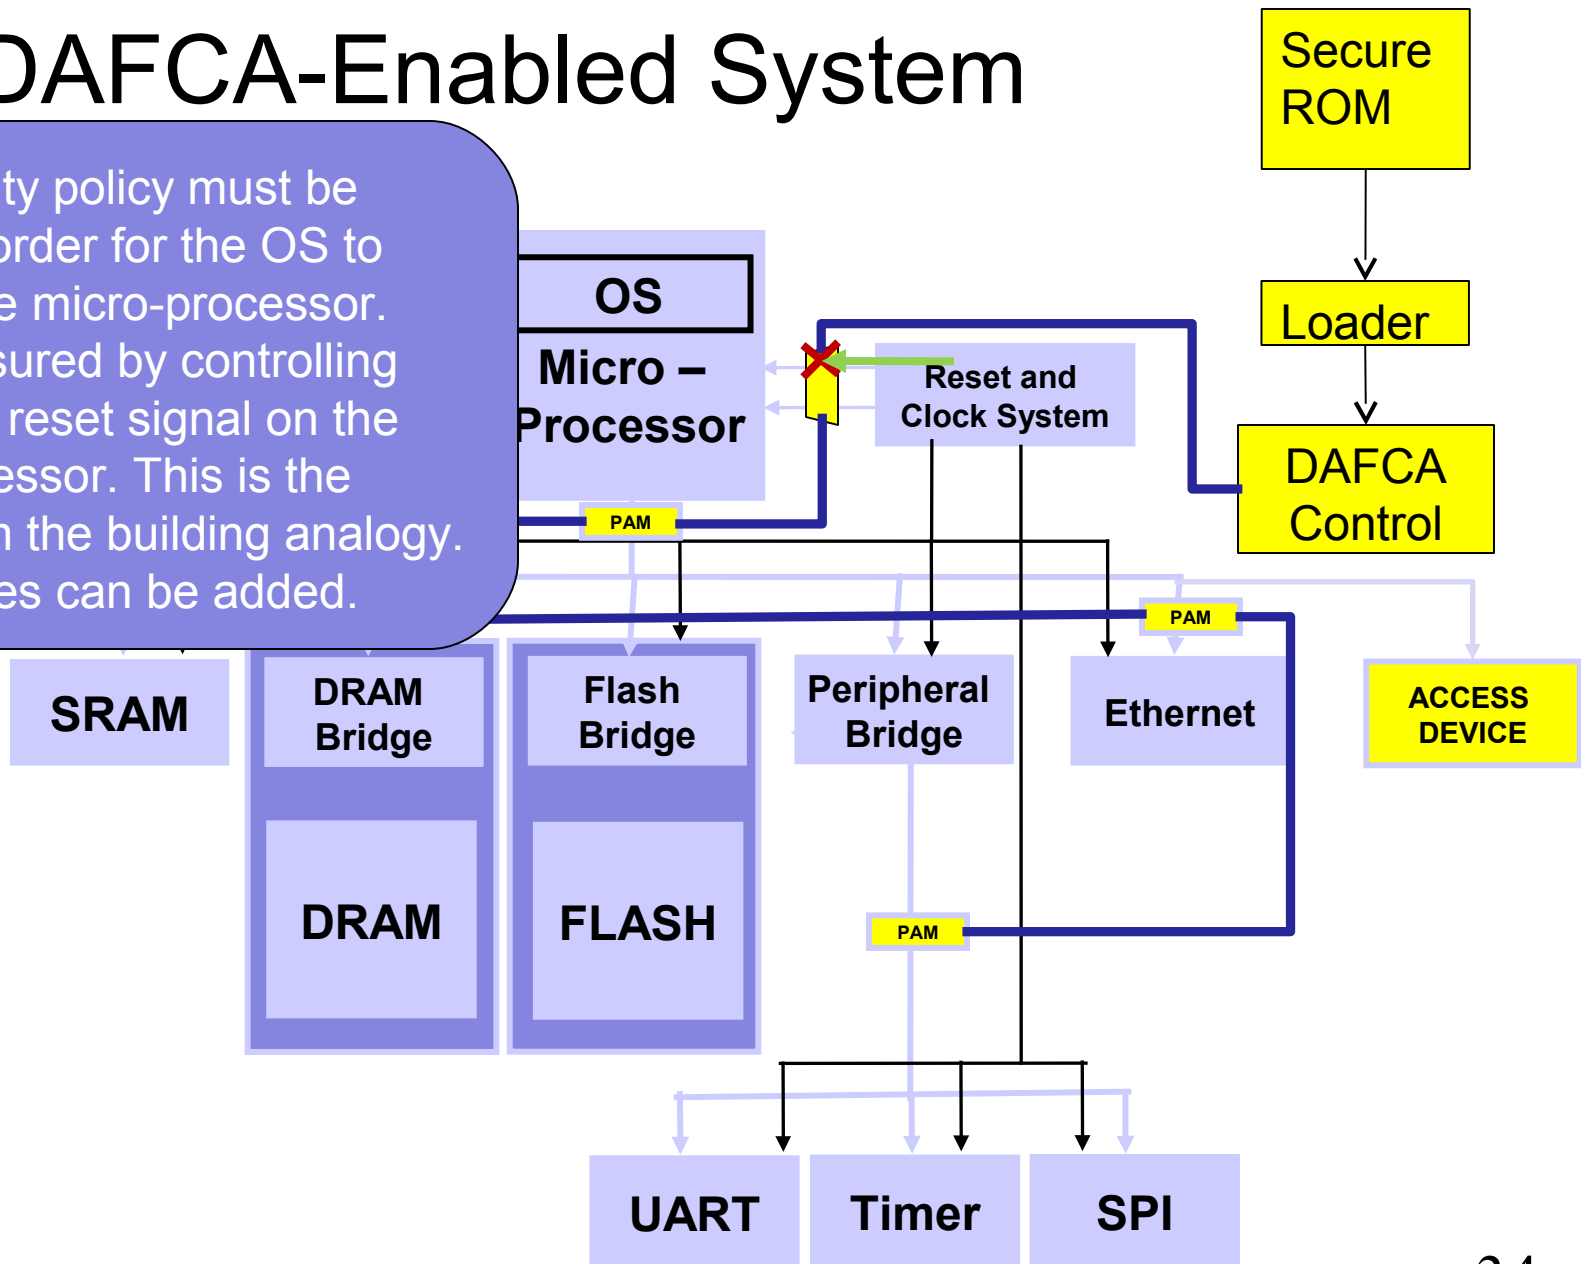 DAFCA-Enabled System
Secure
ROM
ty policy must be
order for the OS to
e micro-processor.
sured by controlling
reset signal on the
essor. This is the
the building analogy.
es can be added.
OS
Micro –
Processor
Reset and
Clock System
Loader
DAFCA
Control
PAM
PAM
SRAM
DRAM
Bridge
Flash
Bridge
Peripheral
Bridge
Ethernet
ACCESS
DEVICE
DRAM
FLASH
PAM
UART
Timer
SPI